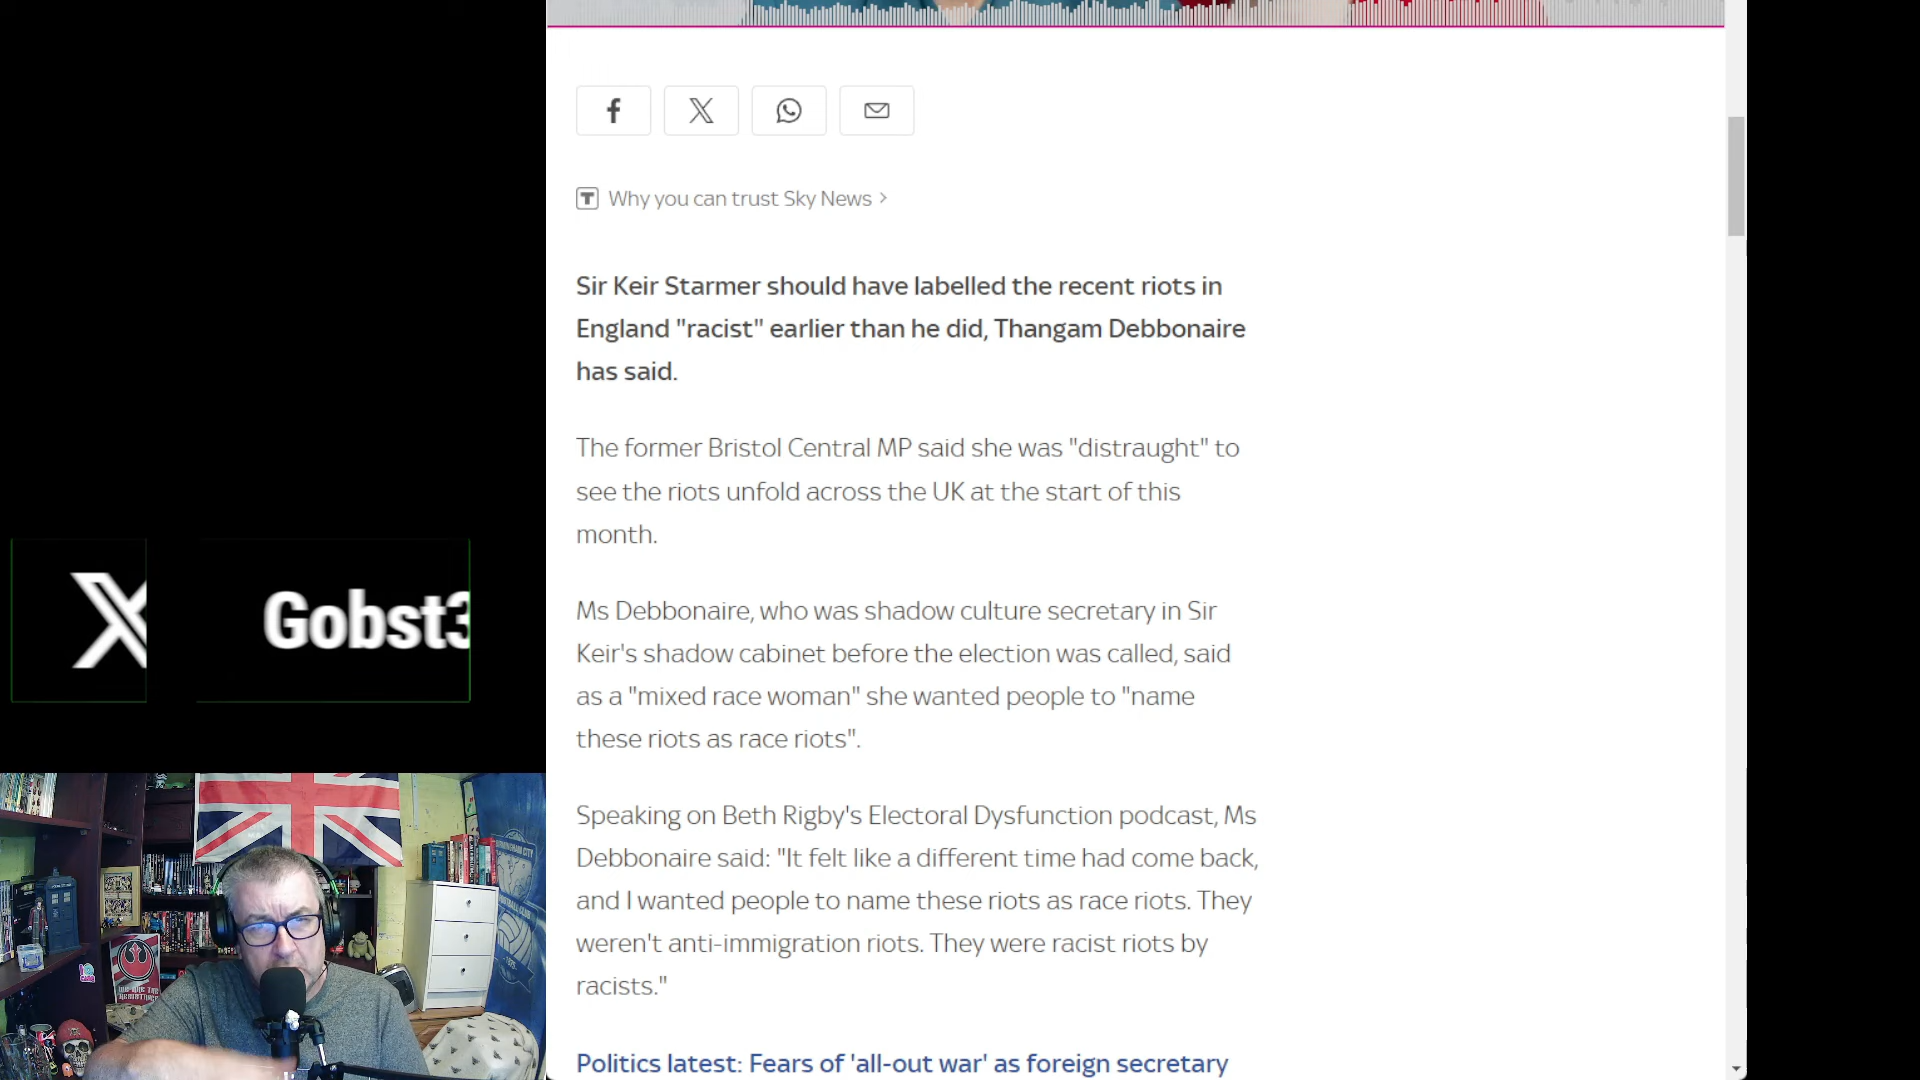 Why you can trust Sky News >
Sir Keir Starmer should have labelled the recent riots in
England "racist" earlier than he did, Thangam Debbonaire
has said.
The former Bristol Central MP said she was "distraught" to
see the riots unfold across the UK at the start of this
month.
Ms Debbonaire, who was shadow culture secretary in Sir
Keir's shadow cabinet before the election was called, said
as a "mixed race woman" she wanted people to "name
these riots as race riots".
Speaking on Beth Rigby's Electoral Dysfunction podcast, Ms
Debbonaire said: "It felt like a different time had come back,
and I wanted people to name these riots as race riots. They
weren't anti-immigration riots. They were racist riots by
racists."
Politics latest: Fears of 'all-out war' as foreign secretary
Gobst3